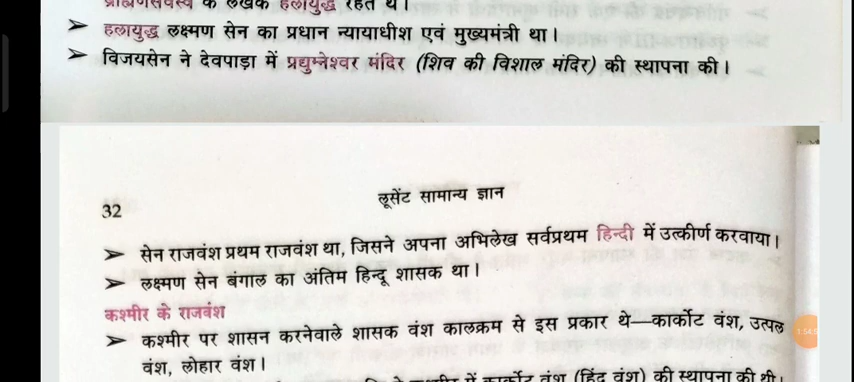 ब्राह्मणसर्वस्व के लेखक हलायुद्ध रहते थे।
➤ हलायुद्ध लक्ष्मण सेन का प्रधान न्यायाधीश एवं मुख्यमंत्री था।
➤ विजयसेन ने देवपाड़ा में प्रद्युम्नेश्वर मंदिर (शिव की विशाल मंदिर) की स्थापना की।
32
लूसेंट सामान्य ज्ञान
➤ सेन राजवंश प्रथम राजवंश था, जिसने अपना अभिलेख सर्वप्रथम हिन्दी में उत्कीर्ण करवाया।
➤ लक्ष्मण सेन बंगाल का अंतिम हिन्दू शासक था।
कश्मीर के राजवंश
➤ कश्मीर पर शासन करनेवाले शासक वंश कालक्रम से इस प्रकार थे—कार्कोट वंश, उत्पल
वंश, लोहार वंश।
में कार्कोट वंश (हिंदू वंश) की स्थापना की थी।